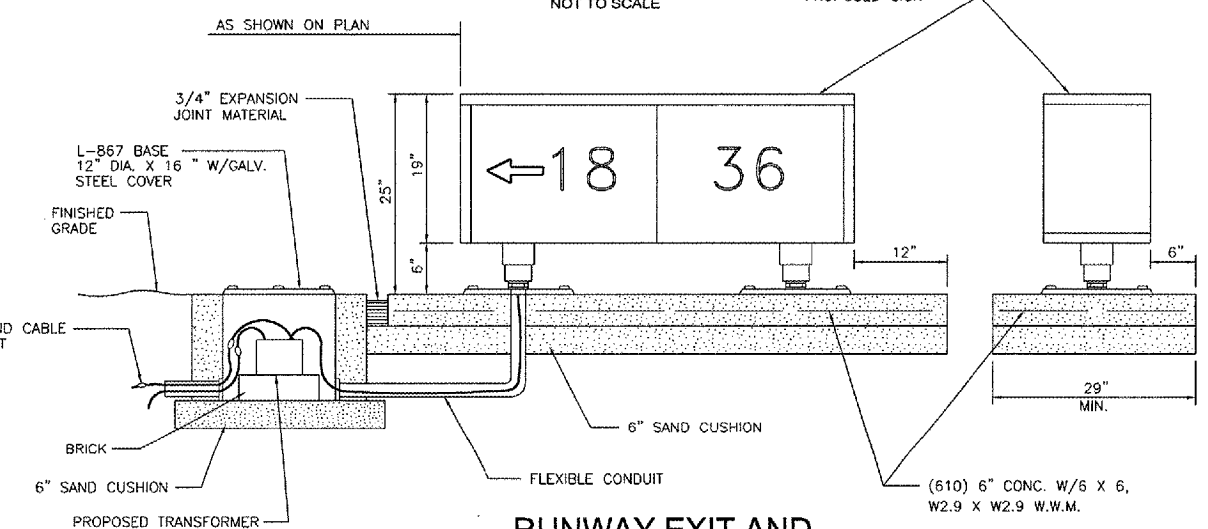 NOT TO SCALE
AS SHOWN ON PLAN
3/4" EXPANSION
JOINT MATERIAL
L-867 BASE
12" DIA. X 16 " W/GALV.
STEEL COVER
FINISHED
GRADE
25"
19"
6"
←18
36
12"
6"
ND CABLE
29"
MIN.
BRICK
6" SAND CUSHION
6" SAND CUSHION
FLEXIBLE CONDUIT
PROPOSED TRANSFORMER
(610) 6" CONC. W/6 X 6,
W2.9 X W2.9 W.W.M.
RUNWAY EXIT AND